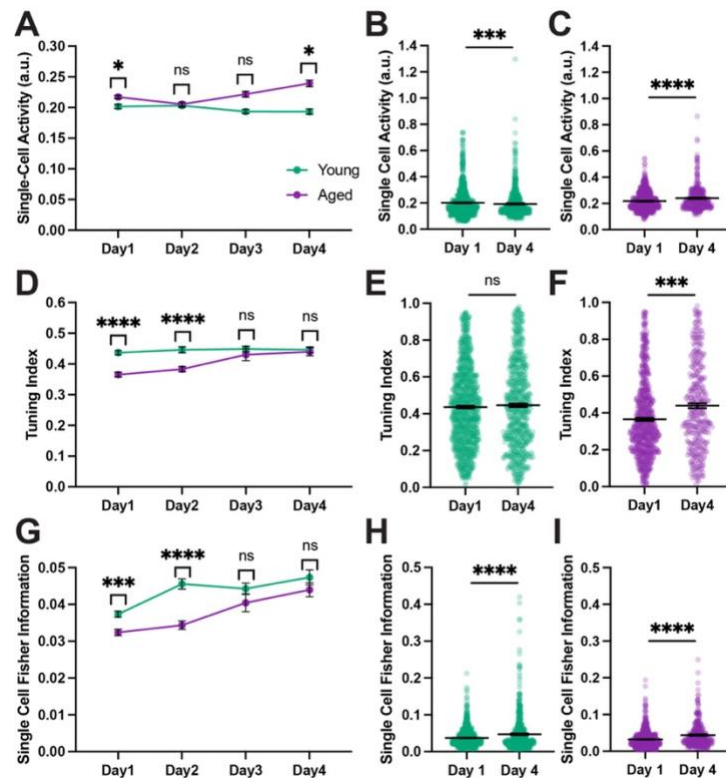 A
Single-Cell Activity (a.u.)
0.30
0.25
0.20
0.15
0.10
0.05
0.00
*
ns
ns
*
Young
Aged
Day1
Day2
Day3
Day4
B
Single Cell Activity (a.u.)
1.4
1.2
1.0
0.8
0.6
0.4
0.2
0.0
***
Day 1
Day 4
C
Single Cell Activity (a.u.)
1.4
1.2
1.0
0.8
0.6
0.4
0.2
0.0
****
Day 1
Day 4
D
Tuning Index
0.6
0.5
0.4
0.3
0.2
0.1
0.0
****
****
ns
ns
Day1
Day2
Day3
Day4
E
Tuning Index
1.0
0.8
0.6
0.4
0.2
0.0
ns
Day1
Day4
F
Tuning Index
1.0
0.8
0.6
0.4
0.2
0.0
***
Day1
Day4
G
Single Cell Fisher Information
0.05
0.04
0.03
0.02
0.01
0.00
***
****
ns
ns
Day1
Day2
Day3
Day4
H
Single Cell Fisher Information
0.5
0.4
0.3
0.2
0.1
0.0
****
Day 1
Day 4
I
Single Cell Fisher Information
0.5
0.4
0.3
0.2
0.1
0.0
****
Day 1
Day 4